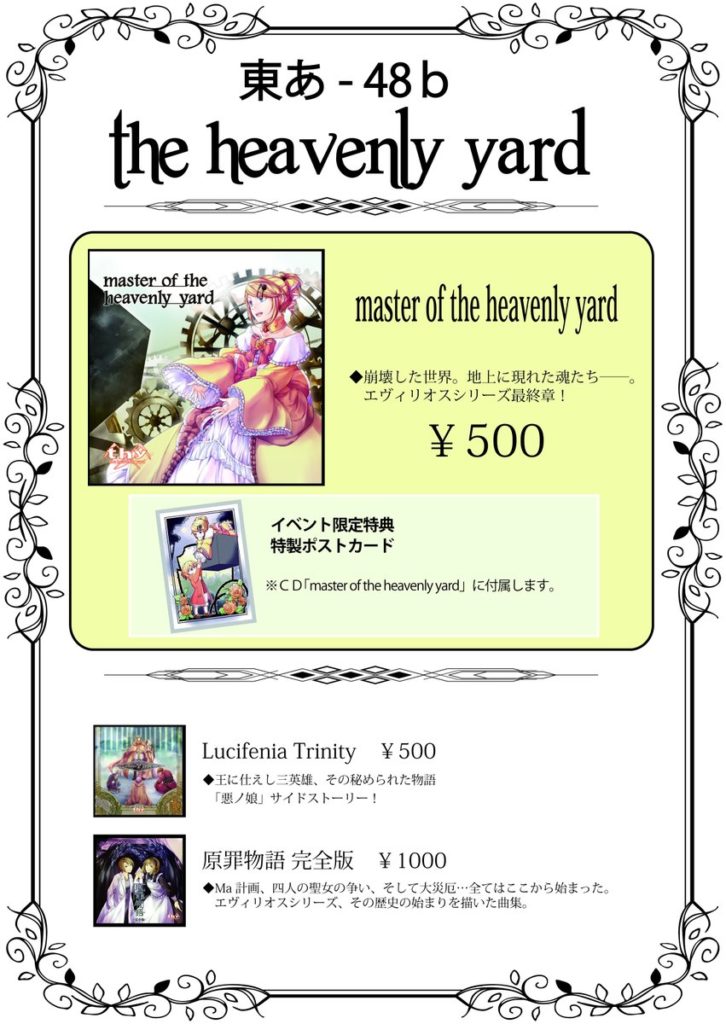 東あ - 48ｂ
the heavenly yard
master of the
heavenly yard
thy
master of the heavenly yard
◆崩壊した世界。地上に現れた魂たち――。
エヴィリオスシリーズ最終章！
￥500
イベント限定特典
特製ポストカード
※ＣＤ｢master of the heavenly yard」に付属します。
Lucifenia Trinity ￥500
◆王に仕えし三英雄、その秘められた物語
「悪ノ娘」サイドストーリー！
thy
原罪物語 完全版 ￥1000
◆Ma計画、四人の聖女の争い、そして大災厄…全てはここから始まった。
エヴィリオスシリーズ、その歴史の始まりを描いた曲集。
thy